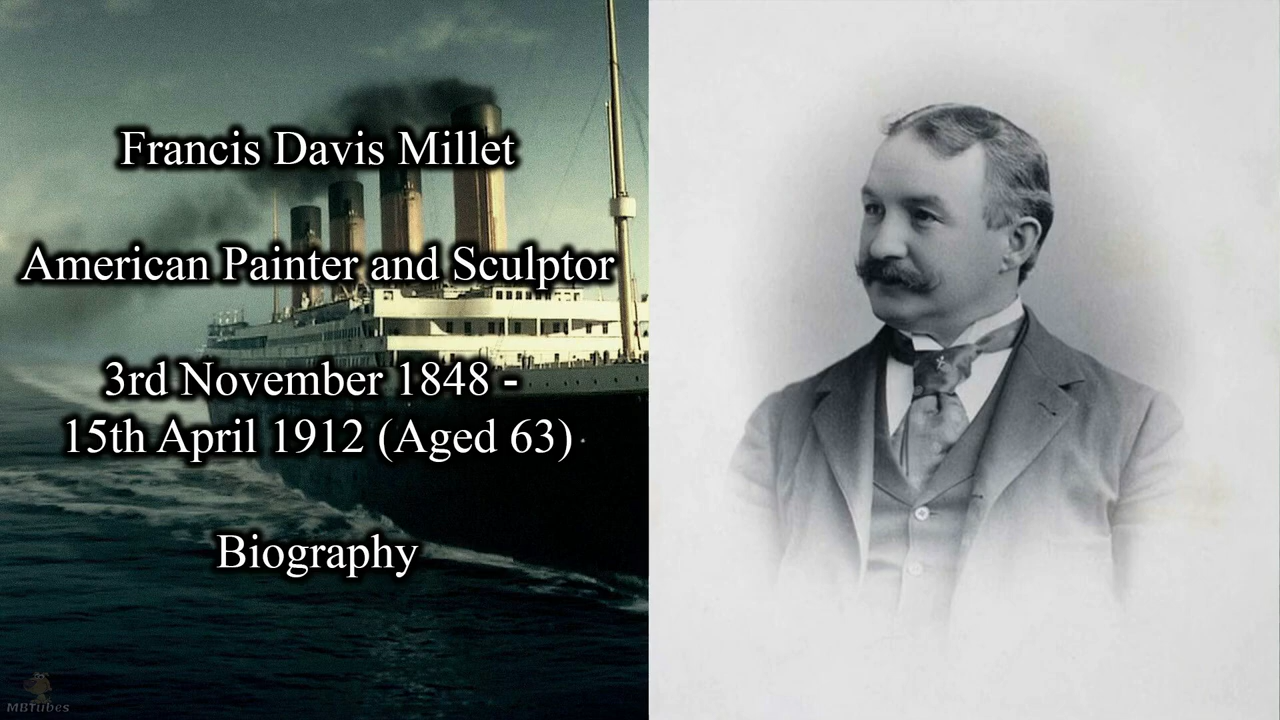 Francis Davis Millet
American Painter and Sculptor
3rd November 1848 -
15th April 1912 (Aged 63)
Biography
MBTubes